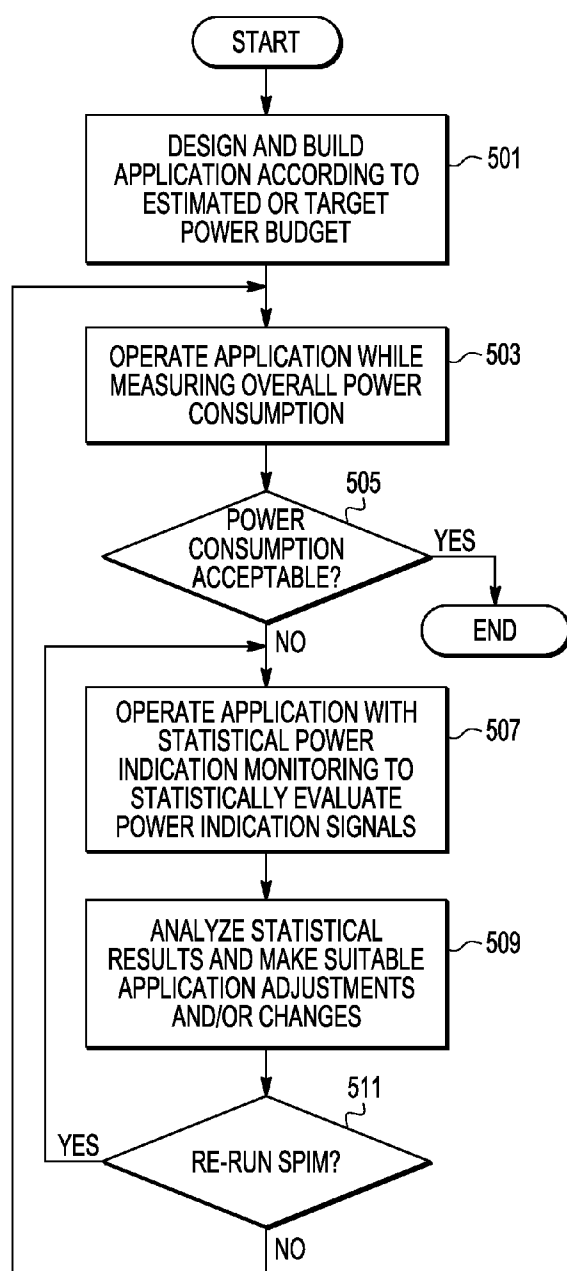 START
DESIGN AND BUILD
APPLICATION ACCORDING TO
ESTIMATED OR TARGET
POWER BUDGET
501
OPERATE APPLICATION WHILE
MEASURING OVERALL POWER
CONSUMPTION
503
505
POWER
CONSUMPTION
ACCEPTABLE?
YES
END
NO
OPERATE APPLICATION WITH
STATISTICAL POWER
INDICATION MONITORING TO
STATISTICALLY EVALUATE
POWER INDICATION SIGNALS
507
ANALYZE STATISTICAL
RESULTS AND MAKE SUITABLE
APPLICATION ADJUSTMENTS
AND/OR CHANGES
509
511
YES
RE-RUN SPIM?
NO